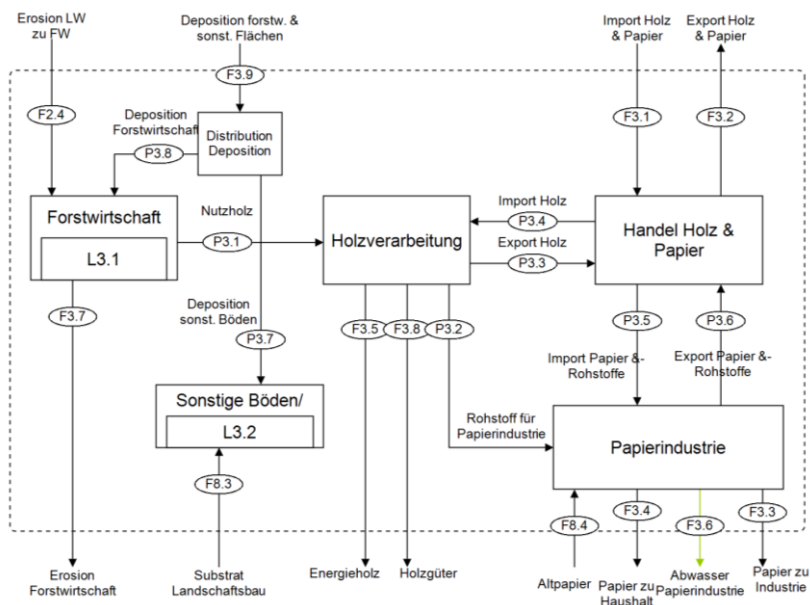 Erosion LW
zu FW
Deposition forstw. &
sonst. Flächen
Import Holz
& Papier
Export Holz
& Papier
F3.9
F2.4
F3.1
F3.2
Deposition
Forstwirtschaft
P3.8
Distribution
Deposition
Forstwirtschaft
L3.1
Nutzholz
P3.1
Holzverarbeitung
Import Holz
P3.4
Export Holz
P3.3
Handel Holz &
Papier
F3.7
Deposition
sonst. Böden
P3.7
F3.5
F3.8
P3.2
P3.5
P3.6
Import Papier &-
Rohstoffe
Export Papier &-
Rohstoffe
Sonstige Böden/
L3.2
Rohstoff für
Papierindustrie
Papierindustrie
F8.3
F8.4
F3.4
F3.6
F3.3
Erosion
Forstwirtschaft
Substrat
Landschaftsbau
Energieholz
Holzgüter
Altpapier
Papier zu
Haushalt
Abwasser
Papierindustrie
Papier zu
Industrie